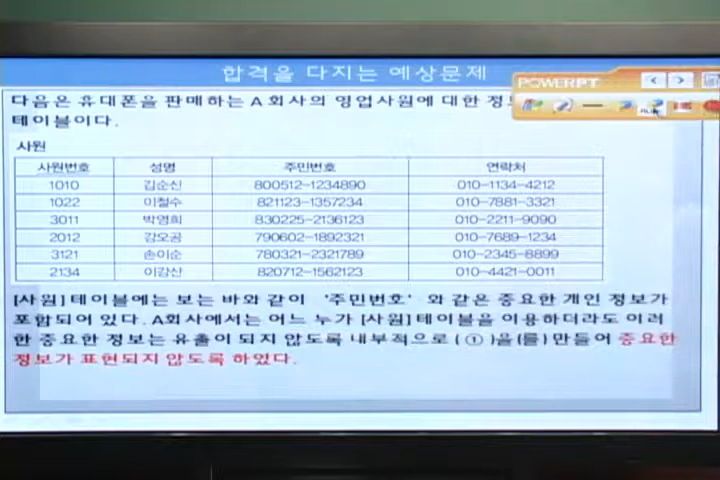 합격을 다지는 예상문제
POWERPT
다음은 휴대폰을 판매하는 A회사의 영업사원에 대한
테이블이다.
사원
사원번호 성명 주민번호 연락처
1010 김순신 800512-1234890 010-1134-4212
1022 이철수 821123-1357234 010-7881-3321
3011 박영희 830225-2136123 010-2211-9090
2012 강오공 790602-1892321 010-7689-1234
3121 손이순 780321-2321789 010-2345-8899
2134 이강산 820712-1562123 010-4421-0011
[사원]테이블에는 보는 바와 같이 '주민번호'와 같은 중요한 개인 정보가
포함되어 있다. A회사에서는 어느 누가 [사원]테이블을 이용하더라도 이러
한 중요한 정보는 유출이 되지 않도록 내부적으로 ( ① )을(를) 만들어 중요한
정보가 표현되지 않도록 하였다.